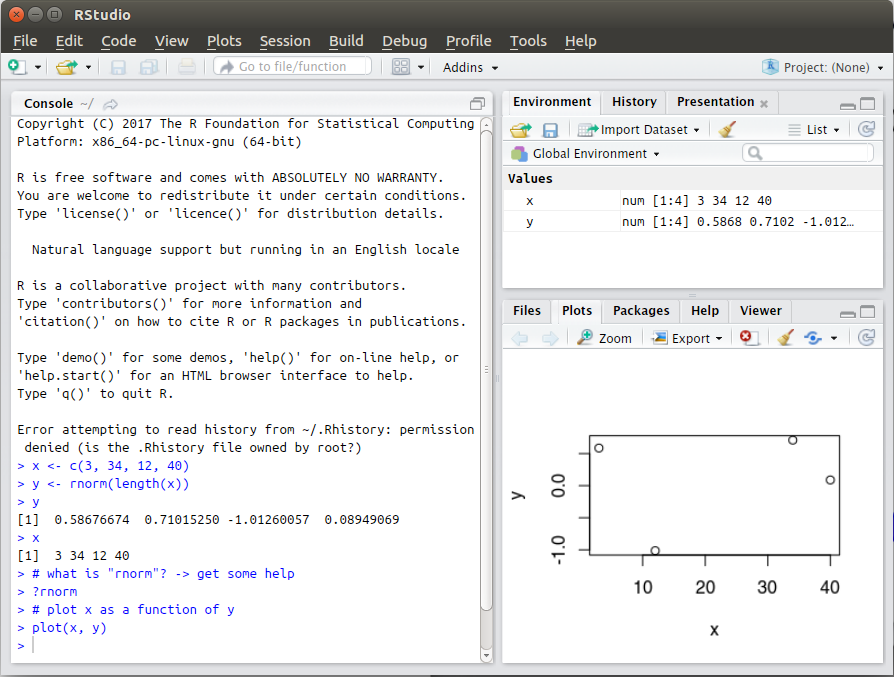 RStudio
File Edit Code View Plots Session Build Debug Profile Tools Help
Go to file/function Addins Project: (None)
Console ~/
Copyright (C) 2017 The R Foundation for Statistical Computing
Platform: x86_64-pc-linux-gnu (64-bit)
R is free software and comes with ABSOLUTELY NO WARRANTY.
You are welcome to redistribute it under certain conditions.
Type 'license()' or 'licence()' for distribution details.
Natural language support but running in an English locale
R is a collaborative project with many contributors.
Type 'contributors()' for more information and
'citation()' on how to cite R or R packages in publications.
Type 'demo()' for some demos, 'help()' for on-line help, or
'help.start()' for an HTML browser interface to help.
Type 'q()' to quit R.
Error attempting to read history from ~/.Rhistory: permission
denied (is the .Rhistory file owned by root?)
> x <- c(3, 34, 12, 40)
> y <- rnorm(length(x))
> y
[1]  0.58676674  0.71015250 -1.01260057  0.08949069
> x
[1]  3 34 12 40
> # what is "rnorm"? -> get some help
> ?rnorm
> # plot x as a function of y
> plot(x, y)
>
Environment History Presentation
Import Dataset List
Global Environment
Values
x num [1:4] 3 34 12 40
y num [1:4] 0.5868 0.7102 -1.012…
Files Plots Packages Help Viewer
Zoom Export
y
0.0
-1.0
10 20 30 40
x